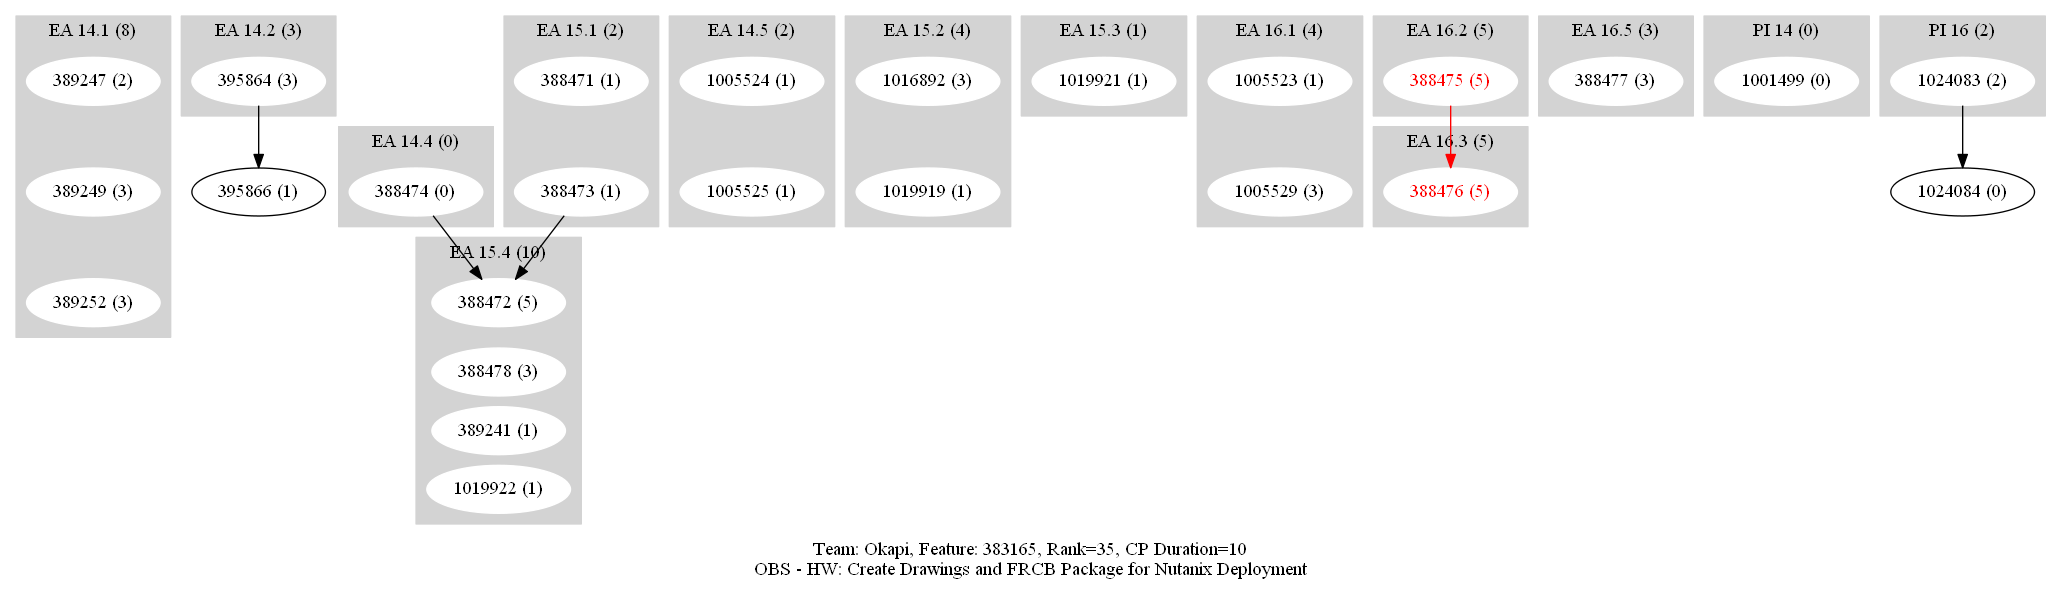 EA 14.1 (8)
389247 (2)
389249 (3)
389252 (3)
EA 14.2 (3)
395864 (3)
395866 (1)
EA 14.4 (0)
388474 (0)
EA 15.1 (2)
388471 (1)
388473 (1)
EA 15.4 (10)
388472 (5)
388478 (3)
389241 (1)
1019922 (1)
EA 14.5 (2)
1005524 (1)
1005525 (1)
EA 15.2 (4)
1016892 (3)
1019919 (1)
EA 15.3 (1)
1019921 (1)
EA 16.1 (4)
1005523 (1)
1005529 (3)
EA 16.2 (5)
388475 (5)
EA 16.3 (5)
388476 (5)
EA 16.5 (3)
388477 (3)
PI 14 (0)
1001499 (0)
PI 16 (2)
1024083 (2)
1024084 (0)
Team: Okapi, Feature: 383165, Rank=35, CP Duration=10
OBS - HW: Create Drawings and FRCB Package for Nutanix Deployment